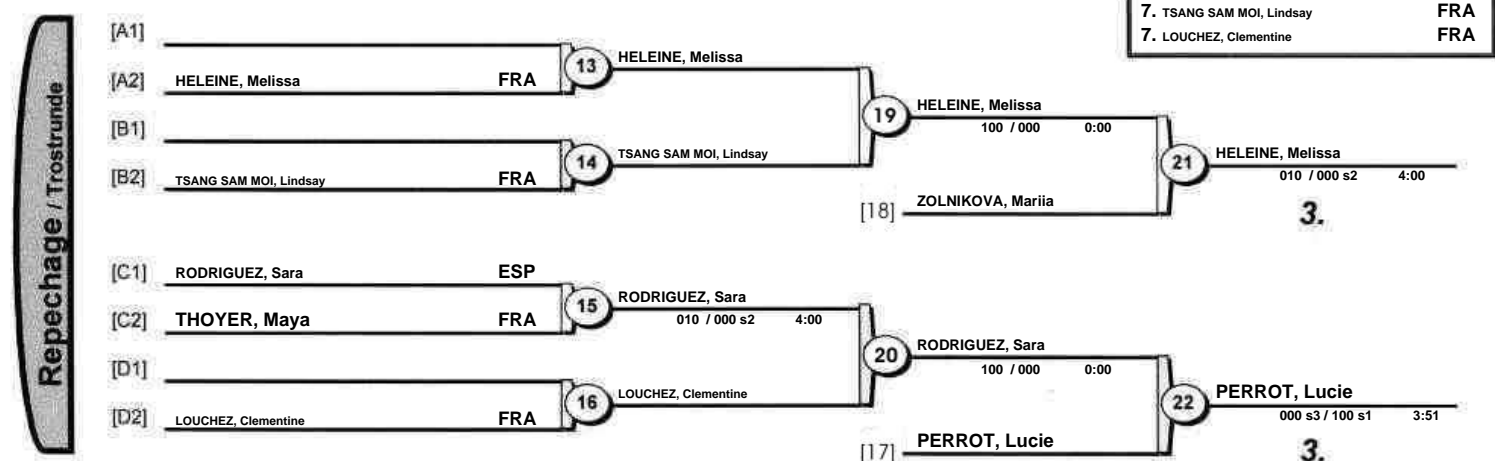 7. TSANG SAM MOI, Lindsay FRA
7. LOUCHEZ, Clementine FRA
Repechage / Trostrunde
[A1]
13 HELEINE, Melissa
[A2] HELEINE, Melissa FRA
19 HELEINE, Melissa
100 / 000 0:00
[B1]
14 TSANG SAM MOI, Lindsay
[B2] TSANG SAM MOI, Lindsay FRA
21 HELEINE, Melissa
010 / 000 s2 4:00
[18] ZOLNIKOVA, Mariia
3.
[C1] RODRIGUEZ, Sara ESP
15 RODRIGUEZ, Sara
010 / 000 s2 4:00
[C2] THOYER, Maya FRA
20 RODRIGUEZ, Sara
100 / 000 0:00
[D1]
16 LOUCHEZ, Clementine
[D2] LOUCHEZ, Clementine FRA
22 PERROT, Lucie
000 s3 / 100 s1 3:51
[17] PERROT, Lucie
3.